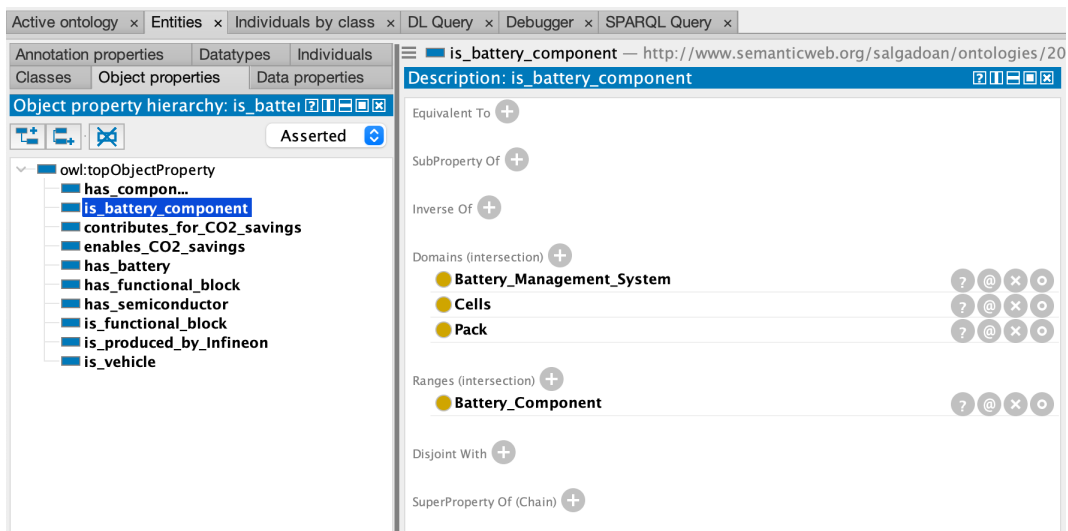 Active ontology × Entities × Individuals by class × DL Query × Debugger × SPARQL Query ×
Annotation properties Datatypes Individuals
Classes Object properties Data properties
Object property hierarchy: is_batter
Asserted
owl:topObjectProperty
has_compon...
is_battery_component
contributes_for_CO2_savings
enables_CO2_savings
has_battery
has_functional_block
has_semiconductor
is_functional_block
is_produced_by_Infineon
is_vehicle
is_battery_component — http://www.semanticweb.org/salgadoan/ontologies/20
Description: is_battery_component
Equivalent To
SubProperty Of
Inverse Of
Domains (intersection)
Battery_Management_System
Cells
Pack
Ranges (intersection)
Battery_Component
Disjoint With
SuperProperty Of (Chain)